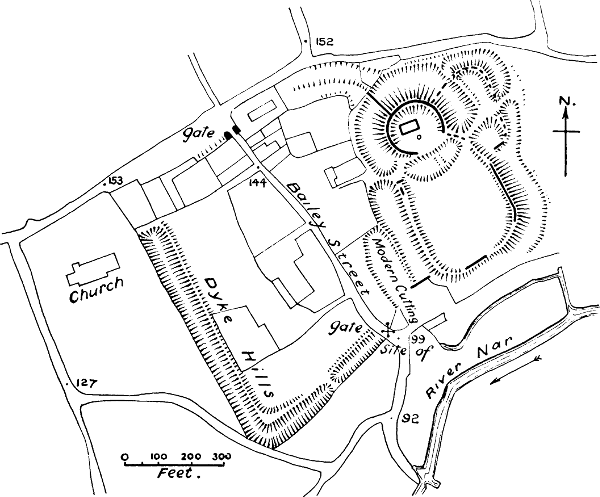 152
N.
gate
153
144
Bailey Street
Church
Dyke Hills
Modern Cutting
gate
Site of
99
River Nar
127
92
0 100 200 300
Feet.